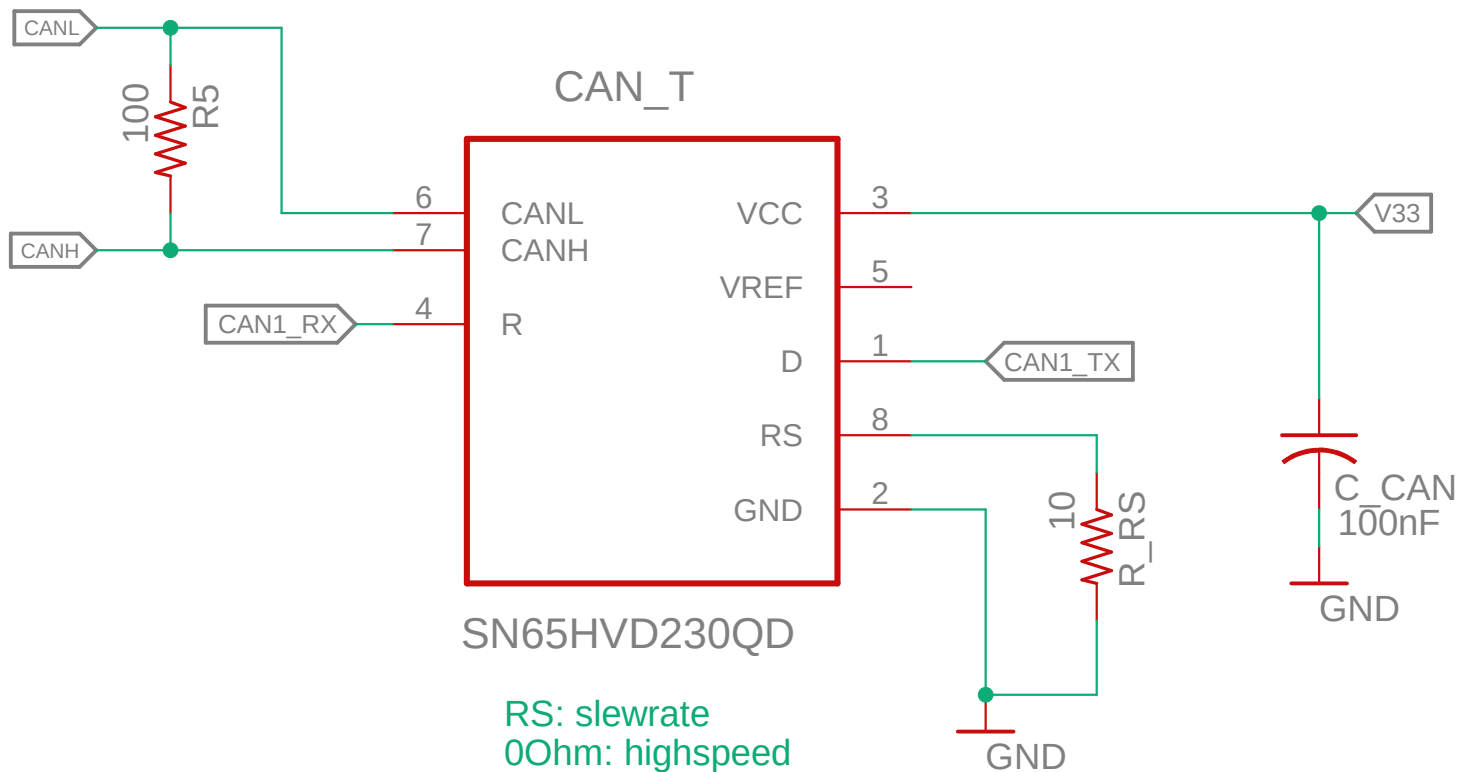 CANL
100
R5
CANH
CAN1_RX
CAN_T
6
CANL
7
CANH
4
R
VCC
3
VREF
5
D
1
RS
8
GND
2
SN65HVD230QD
V33
CAN1_TX
10
R_RS
C_CAN
100nF
GND
GND
RS: slewrate
0Ohm: highspeed